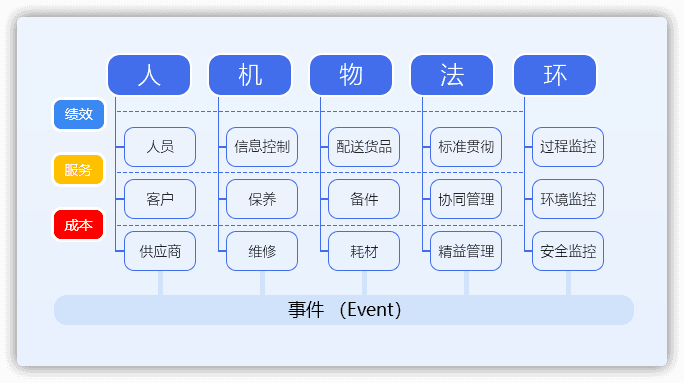 人 机 物 法 环
绩效
人员 信息控制 配送货品 标准贯彻 过程监控
服务
客户 保养 备件 协同管理 环境监控
成本
供应商 维修 耗材 精益管理 安全监控
事件 （Event）